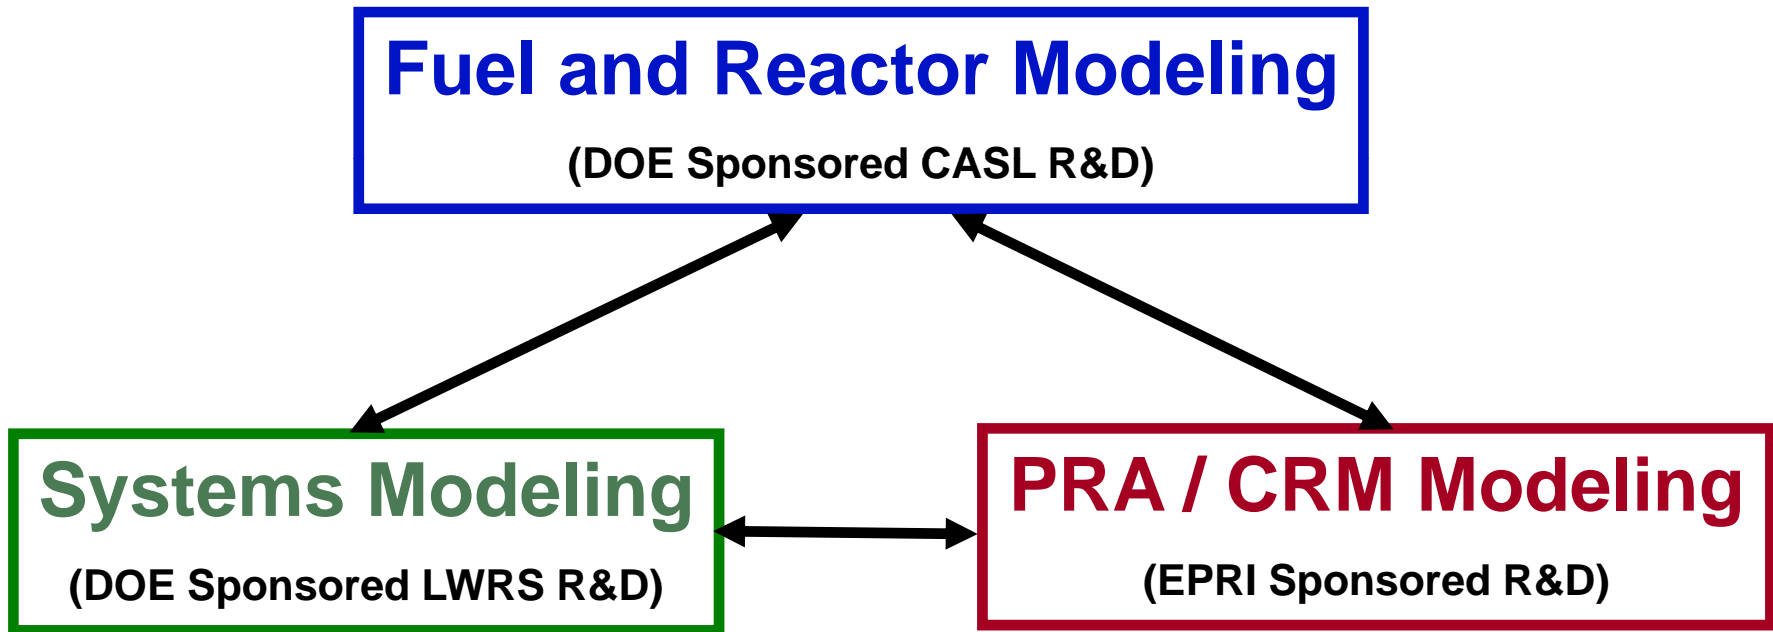 Fuel and Reactor Modeling
(DOE Sponsored CASL R&D)
Systems Modeling
(DOE Sponsored LWRS R&D)
PRA / CRM Modeling
(EPRI Sponsored R&D)